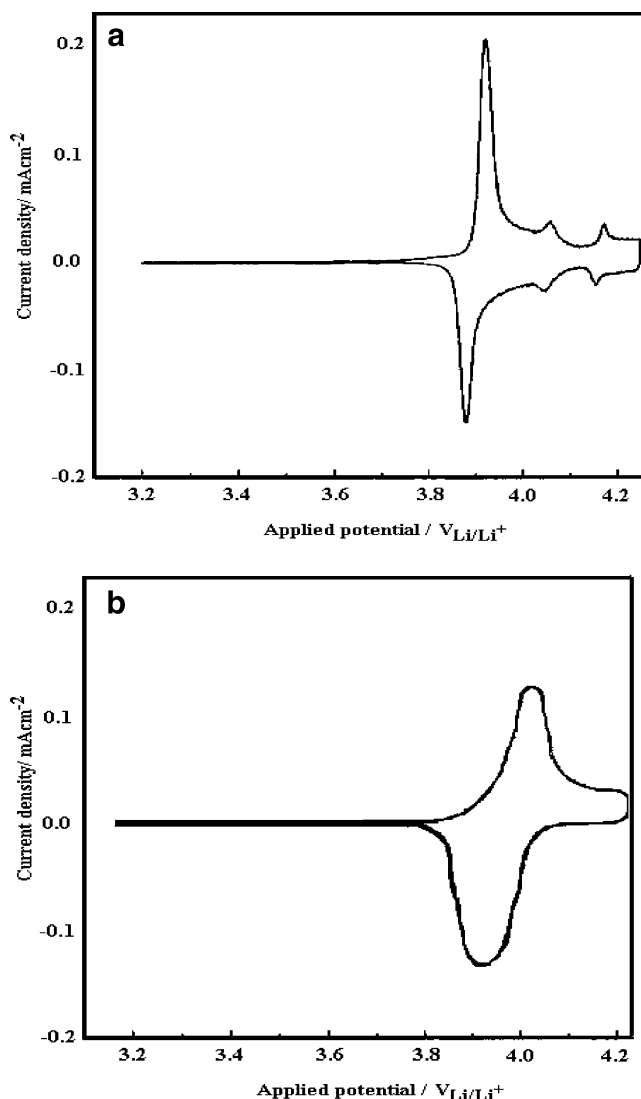 a
0.2
0.1
0.0
-0.1
-0.2
Current density/ mAcm-2
3.2 3.4 3.6 3.8 4.0 4.2
Applied potential / VLi/Li+
b
0.2
0.1
0.0
-0.1
-0.2
Current density/ mAcm-2
3.2 3.4 3.6 3.8 4.0 4.2
Applied potential / VLi/Li+